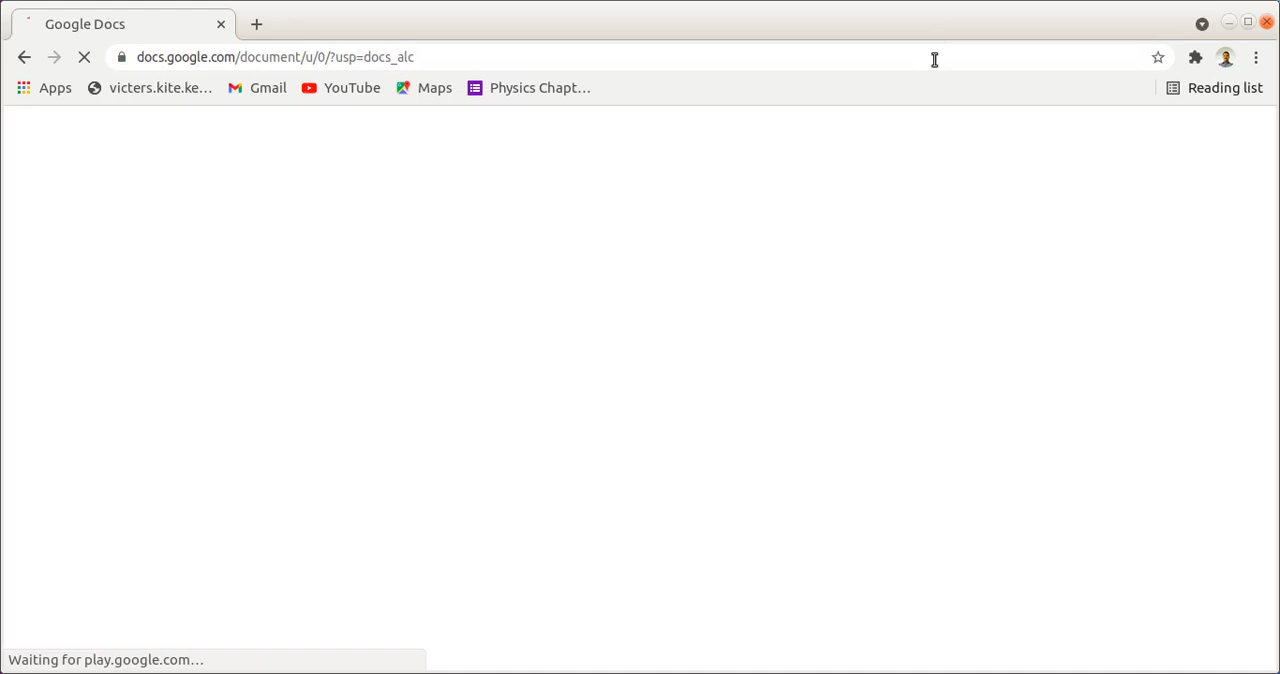 Google Docs
docs.google.com/document/u/0/?usp=docs_alc
Apps victers.kite.ke... Gmail YouTube Maps Physics Chapt... Reading list
Waiting for play.google.com...